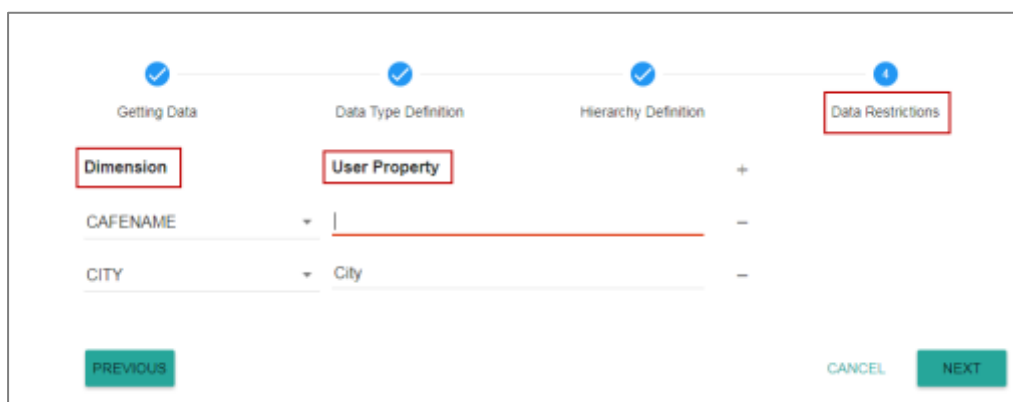 4
Getting Data Data Type Definition Hierarchy Definition Data Restrictions
Dimension User Property +
CAFENAME −
CITY City −
PREVIOUS CANCEL NEXT